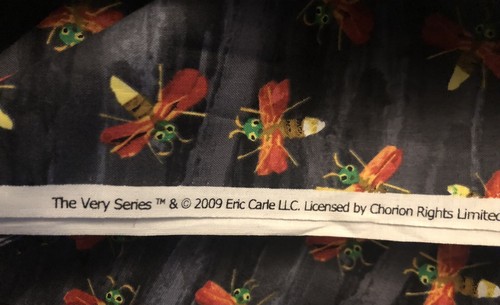 The Very Series ™ & © 2009 Eric Carle LLC. Licensed by Chorion Rights Limited